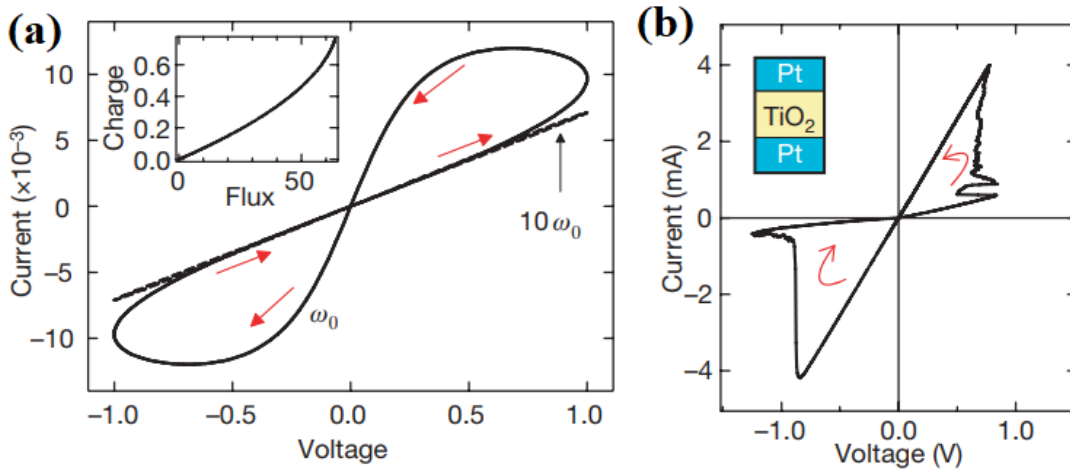 (a)
Charge
0.6
0.4
0.2
0.0
0
50
Flux
Current (×10⁻³)
10
5
0
−5
−10
10 ω₀
ω₀
−1.0
−0.5
0.0
0.5
1.0
Voltage
(b)
Pt
TiO₂
Pt
Current (mA)
4
2
0
−2
−4
−1.0
0.0
1.0
Voltage (V)